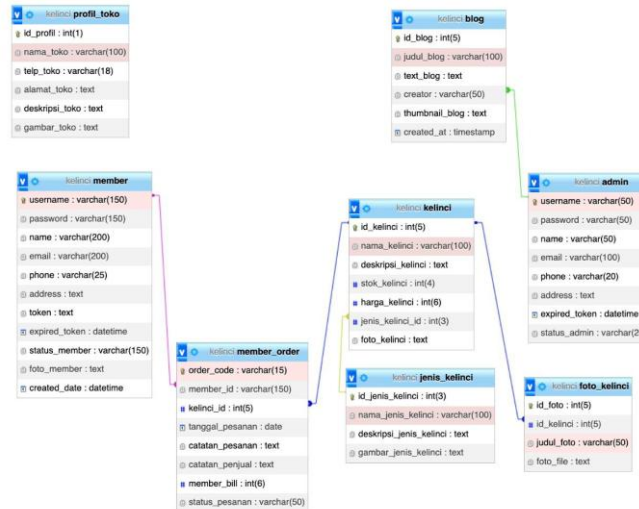 kelinci profil_toko
id_profil : int(1)
nama_toko : varchar(100)
telp_toko : varchar(18)
alamat_toko : text
deskripsi_toko : text
gambar_toko : text
kelinci blog
id_blog : int(5)
judul_blog : varchar(100)
text_blog : text
creator : varchar(50)
thumbnail_blog : text
created_at : timestamp
kelinci member
username : varchar(150)
password : varchar(150)
name : varchar(200)
email : varchar(200)
phone : varchar(25)
address : text
token : text
expired_token : datetime
status_member : varchar(150)
foto_member : text
created_date : datetime
kelinci member_order
order_code : varchar(15)
member_id : varchar(150)
kelinci_id : int(5)
tanggal_pesanan : date
catatan_pesanan : text
catatan_penjual : text
member_bill : int(6)
status_pesanan : varchar(50)
kelinci kelinci
id_kelinci : int(5)
nama_kelinci : varchar(100)
deskripsi_kelinci : text
stok_kelinci : int(4)
harga_kelinci : int(6)
jenis_kelinci_id : int(3)
foto_kelinci : text
kelinci jenis_kelinci
id_jenis_kelinci : int(3)
nama_jenis_kelinci : varchar(100)
deskripsi_jenis_kelinci : text
gambar_jenis_kelinci : text
kelinci admin
username : varchar(50)
password : varchar(50)
name : varchar(50)
email : varchar(100)
phone : varchar(20)
address : text
expired_token : datetime
status_admin : varchar(2
kelinci foto_kelinci
id_foto : int(5)
id_kelinci : int(5)
judul_foto : varchar(50)
foto_file : text